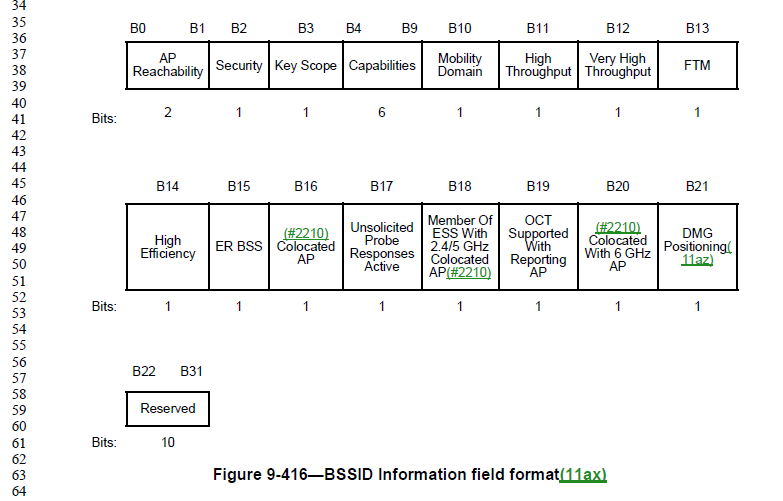 34
35
36
37
38
39
40
41
42
43
44
45
46
47
48
49
50
51
52
53
54
55
56
57
58
59
60
61
62
63
64
B0 B1 B2 B3 B4 B9 B10 B11 B12 B13
AP
Reachability
Security
Key Scope
Capabilities
Mobility
Domain
High
Throughput
Very High
Throughput
FTM
Bits: 2 1 1 6 1 1 1 1
B14 B15 B16 B17 B18 B19 B20 B21
High
Efficiency
ER BSS
(#2210)
Colocated
AP
Unsolicited
Probe
Responses
Active
Member Of
ESS With
2.4/5 GHz
Colocated
AP(#2210)
OCT
Supported
With
Reporting
AP
(#2210)
Colocated
With 6 GHz
AP
DMG
Positioning(
11az)
Bits: 1 1 1 1 1 1 1 1
B22 B31
Reserved
Bits: 10
Figure 9-416—BSSID Information field format(11ax)